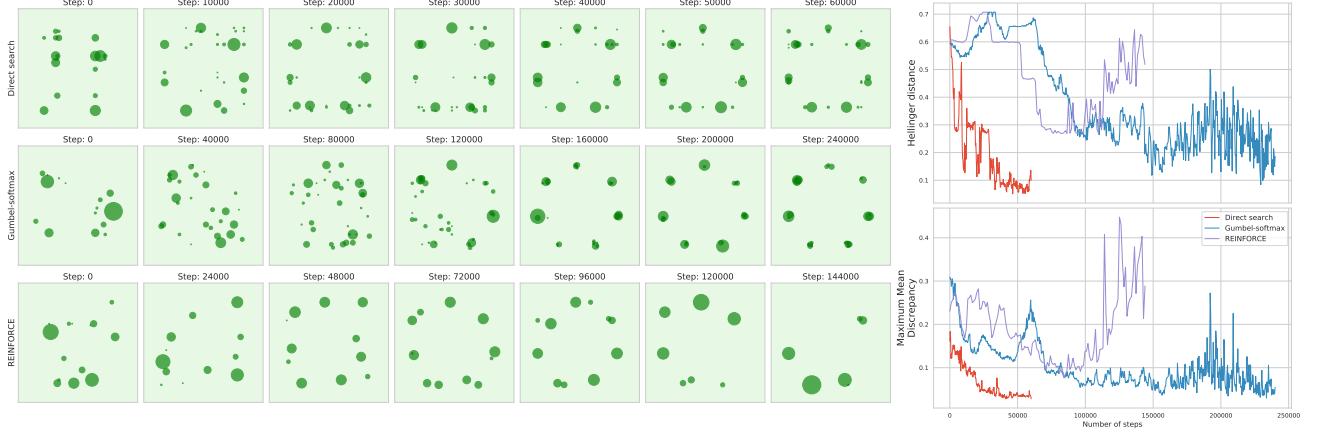 Step: 0 Step: 10000 Step: 20000 Step: 30000 Step: 40000 Step: 50000 Step: 60000
Direct search
Step: 0 Step: 40000 Step: 80000 Step: 120000 Step: 160000 Step: 200000 Step: 240000
Gumbel-softmax
Step: 0 Step: 24000 Step: 48000 Step: 72000 Step: 96000 Step: 120000 Step: 144000
REINFORCE
Hellinger distance
0.7
0.6
0.5
0.4
0.3
0.2
0.1
Maximum Mean
Discrepancy
0.4
0.3
0.2
0.1
Direct search
Gumbel-softmax
REINFORCE
0 50000 100000 150000 200000 250000
Number of steps